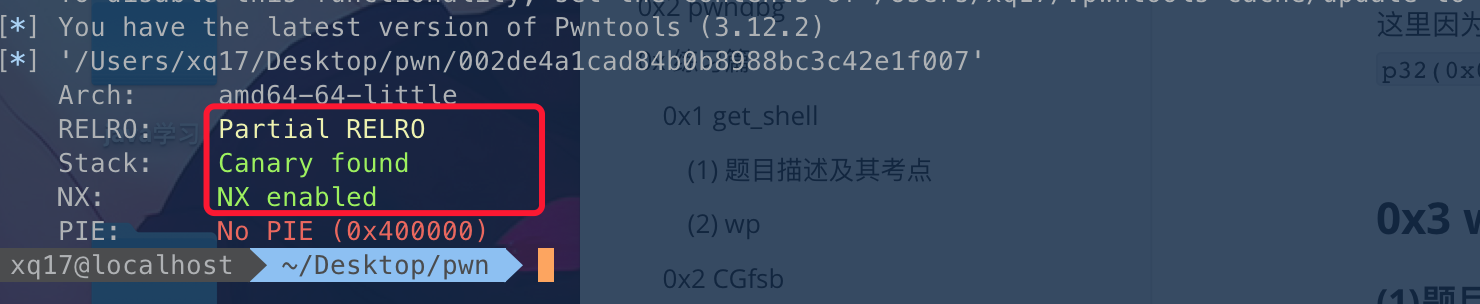 [*] You have the latest version of Pwntools (3.12.2)
[*] '/Users/xq17/Desktop/pwn/002de4a1cad84b0b8988bc3c42e1f007'
Arch: amd64-64-little
RELRO: Partial RELRO
Stack: Canary found
NX: NX enabled
PIE: No PIE (0x400000)
xq17@localhost ~/Desktop/pwn
0x2 pwndbg
0x1 get_shell
(1) 题目描述及其考点
(2) wp
0x2 CGfsb
这里因为
p32(0x
0x3 w
(1)题目